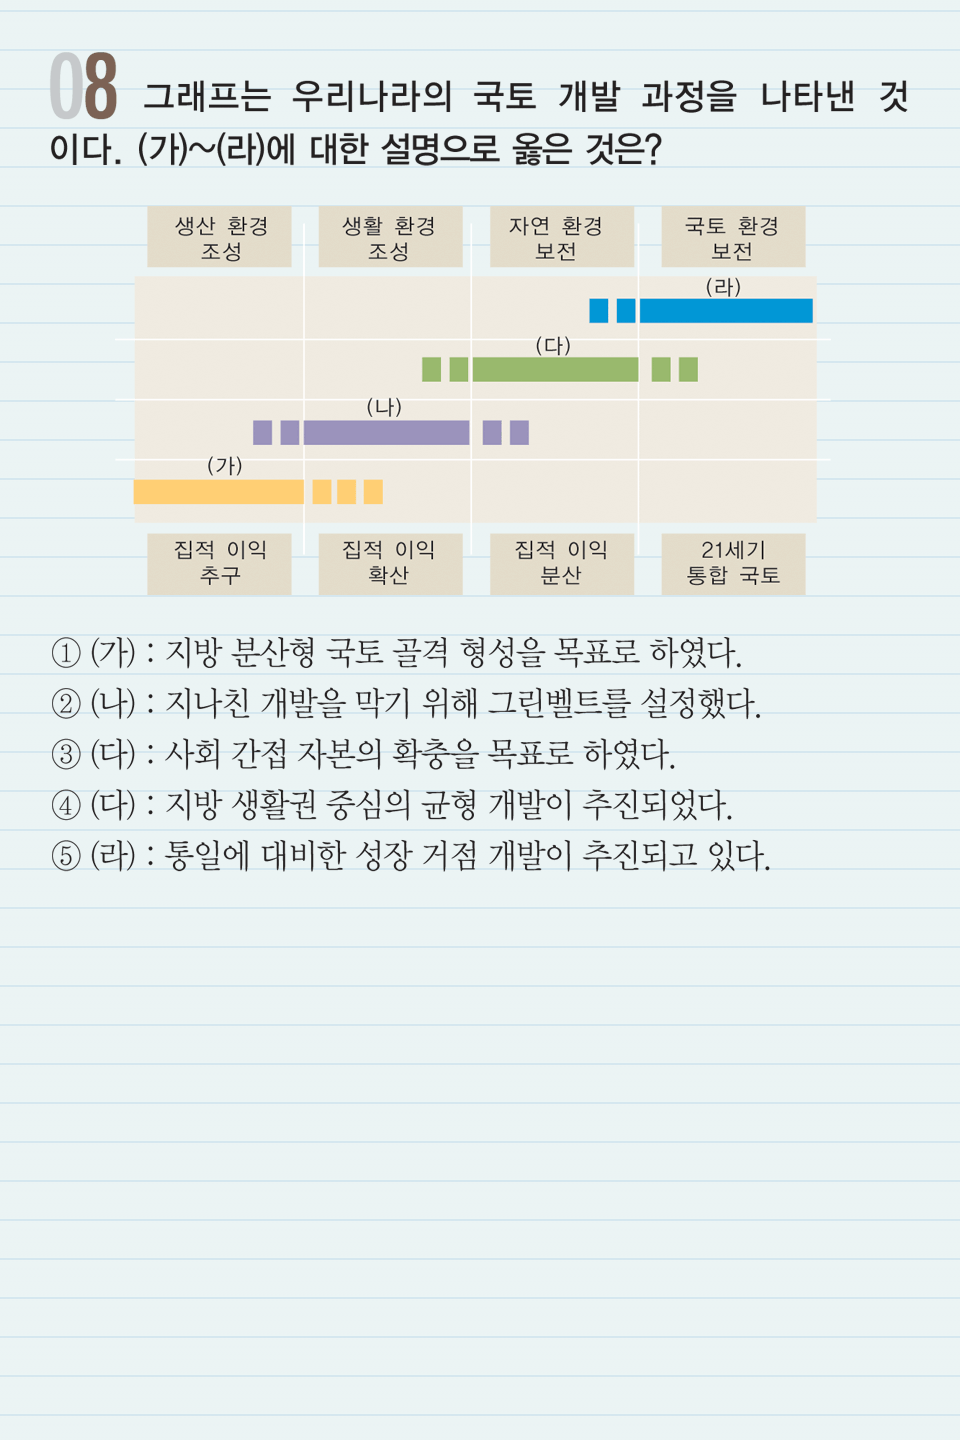 08 그래프는 우리나라의 국토 개발 과정을 나타낸 것
이다. (가)~(라)에 대한 설명으로 옳은 것은?
생산 환경 조성
생활 환경 조성
자연 환경 보전
국토 환경 보전
(라)
(다)
(나)
(가)
집적 이익 추구
집적 이익 확산
집적 이익 분산
21세기 통합 국토
① (가) : 지방 분산형 국토 골격 형성을 목표로 하였다.
② (나) : 지나친 개발을 막기 위해 그린벨트를 설정했다.
③ (다) : 사회 간접 자본의 확충을 목표로 하였다.
④ (다) : 지방 생활권 중심의 균형 개발이 추진되었다.
⑤ (라) : 통일에 대비한 성장 거점 개발이 추진되고 있다.